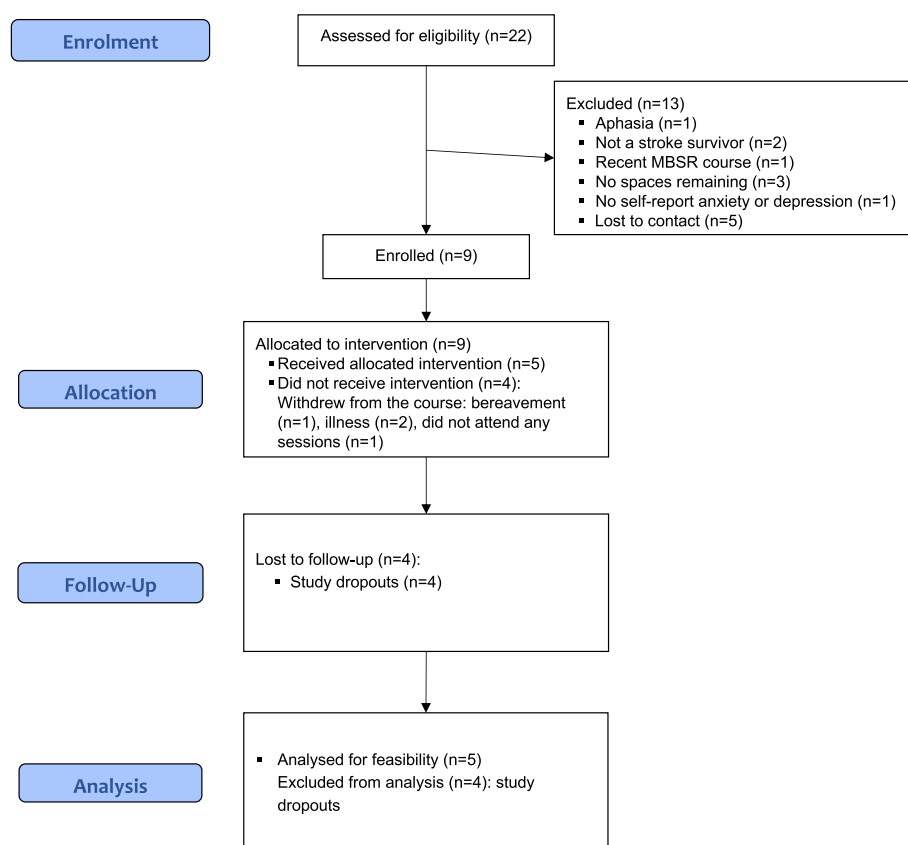 Enrolment
Assessed for eligibility (n=22)
Excluded (n=13)
▪ Aphasia (n=1)
▪ Not a stroke survivor (n=2)
▪ Recent MBSR course (n=1)
▪ No spaces remaining (n=3)
▪ No self-report anxiety or depression (n=1)
▪ Lost to contact (n=5)
Enrolled (n=9)
Allocation
Allocated to intervention (n=9)
▪ Received allocated intervention (n=5)
▪ Did not receive intervention (n=4):
Withdrew from the course: bereavement
(n=1), illness (n=2), did not attend any
sessions (n=1)
Follow-Up
Lost to follow-up (n=4):
▪ Study dropouts (n=4)
Analysis
▪ Analysed for feasibility (n=5)
Excluded from analysis (n=4): study
dropouts